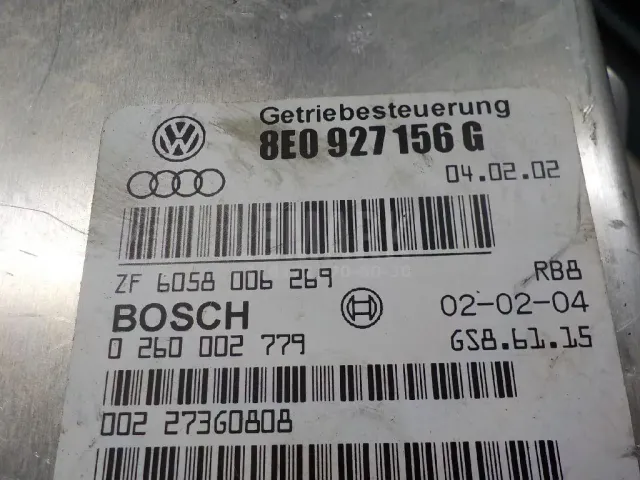 Getriebesteuerung
8E0 927 156 G
04.02.02
ZF 6058 006 269 RB8
BOSCH 02-02-04
0 260 002 779 GS8.61.15
002 27360808